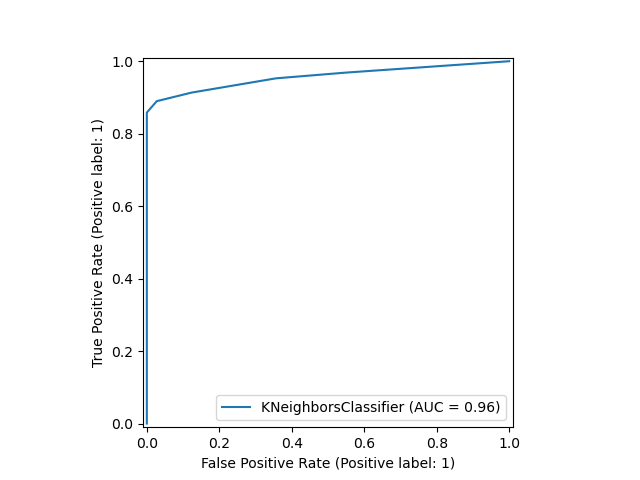 1.0
0.8
0.6
0.4
0.2
0.0
True Positive Rate (Positive label: 1)
KNeighborsClassifier (AUC = 0.96)
0.0 0.2 0.4 0.6 0.8 1.0
False Positive Rate (Positive label: 1)